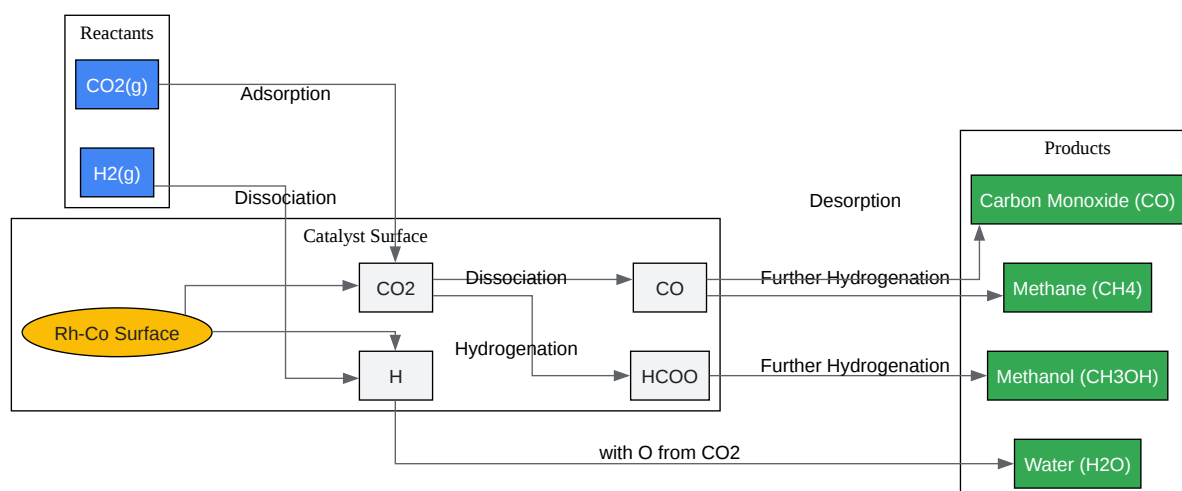 Reactants
CO2(g)
Adsorption
H2(g)
Dissociation
Catalyst Surface
CO2
Dissociation
CO
Rh-Co Surface
Hydrogenation
H
HCOO
Desorption
Further Hydrogenation
Further Hydrogenation
with O from CO2
Products
Carbon Monoxide (CO)
Methane (CH4)
Methanol (CH3OH)
Water (H2O)